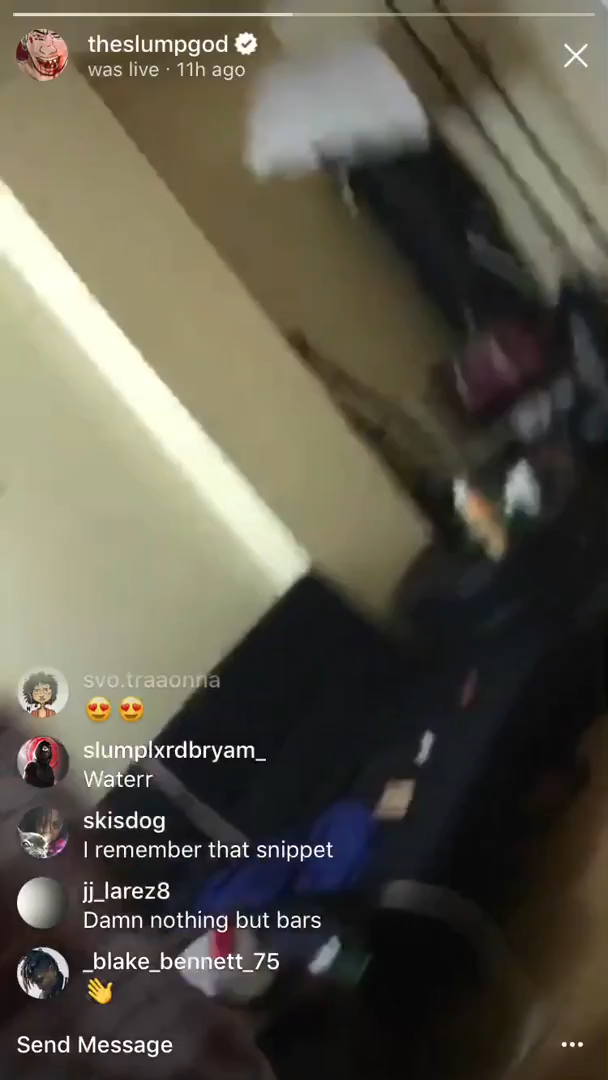 theslumpgod
was live · 11h ago
svo.traaonna
😍 😍
slumplxrdbryam_
Waterr
skisdog
I remember that snippet
jj_larez8
Damn nothing but bars
_blake_bennett_75
👋
Send Message